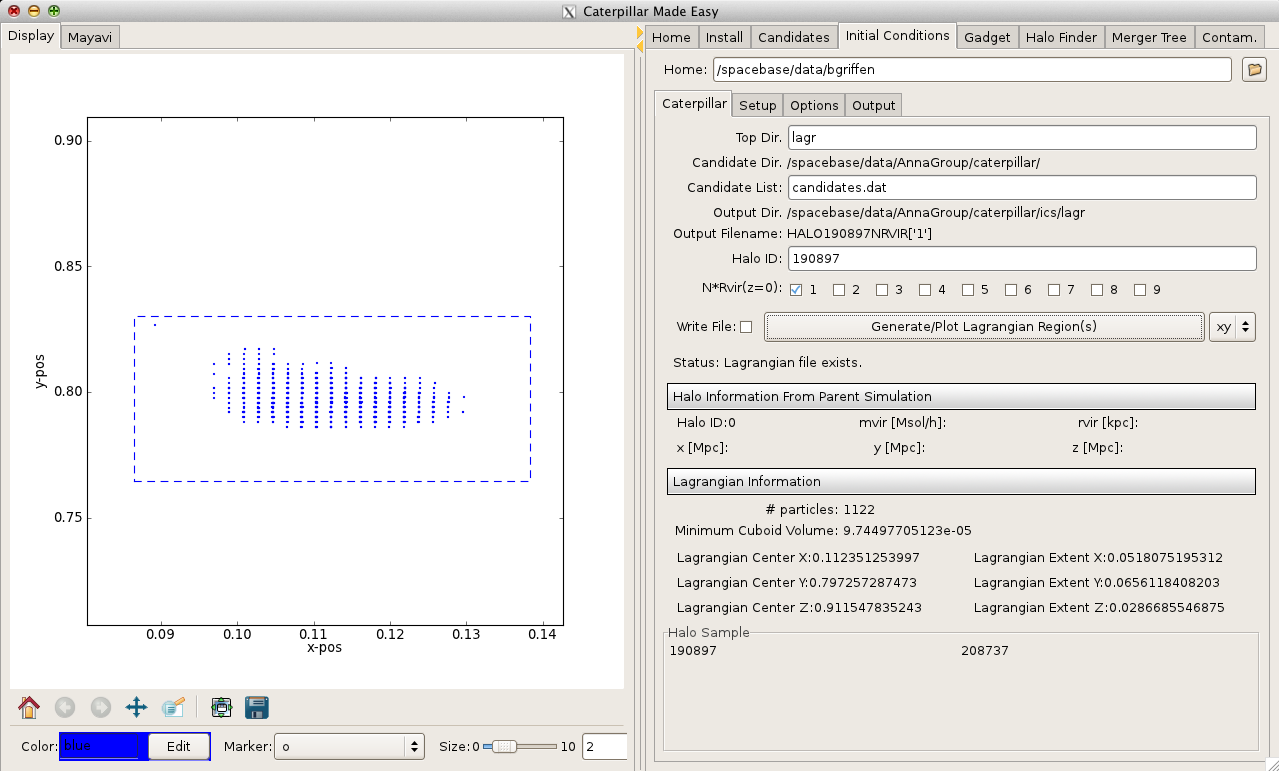 Caterpillar Made Easy
Display Mayavi
0.90
0.85
0.80
0.75
y-pos
0.09 0.10 0.11 0.12 0.13 0.14
x-pos
Color: blue Edit Marker: o Size: 0 10 2
Home Install Candidates Initial Conditions Gadget Halo Finder Merger Tree Contam.
Home: /spacebase/data/bgriffen
Caterpillar Setup Options Output
Top Dir. lagr
Candidate Dir. /spacebase/data/AnnaGroup/caterpillar/
Candidate List: candidates.dat
Output Dir. /spacebase/data/AnnaGroup/caterpillar/ics/lagr
Output Filename: HALO190897NRVIR['1']
Halo ID: 190897
N*Rvir(z=0): 1 2 3 4 5 6 7 8 9
Write File: Generate/Plot Lagrangian Region(s) xy
Status: Lagrangian file exists.
Halo Information From Parent Simulation
Halo ID:0 mvir [Msol/h]: rvir [kpc]:
x [Mpc]: y [Mpc]: z [Mpc]:
Lagrangian Information
# particles: 1122
Minimum Cuboid Volume: 9.74497705123e-05
Lagrangian Center X:0.112351253997 Lagrangian Extent X:0.0518075195312
Lagrangian Center Y:0.797257287473 Lagrangian Extent Y:0.0656118408203
Lagrangian Center Z:0.911547835243 Lagrangian Extent Z:0.0286685546875
Halo Sample
190897 208737